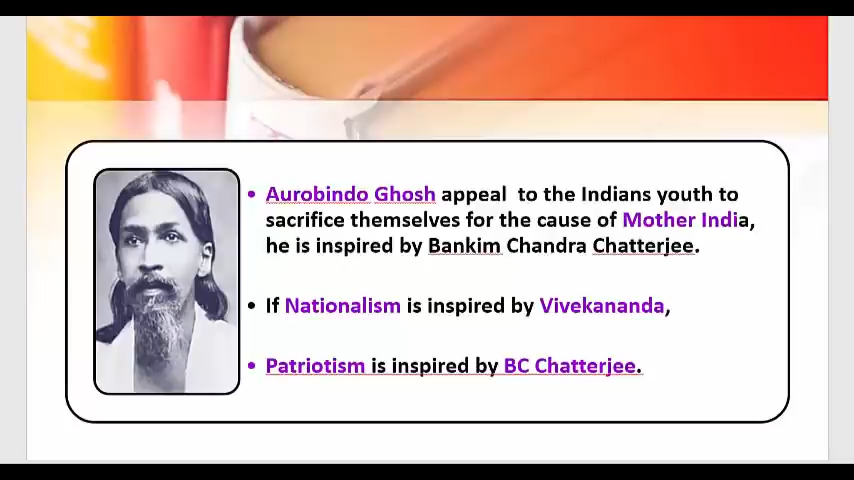 • Aurobindo Ghosh appeal  to the Indians youth to
sacrifice themselves for the cause of Mother India,
he is inspired by Bankim Chandra Chatterjee.
• If Nationalism is inspired by Vivekananda,
• Patriotism is inspired by BC Chatterjee.